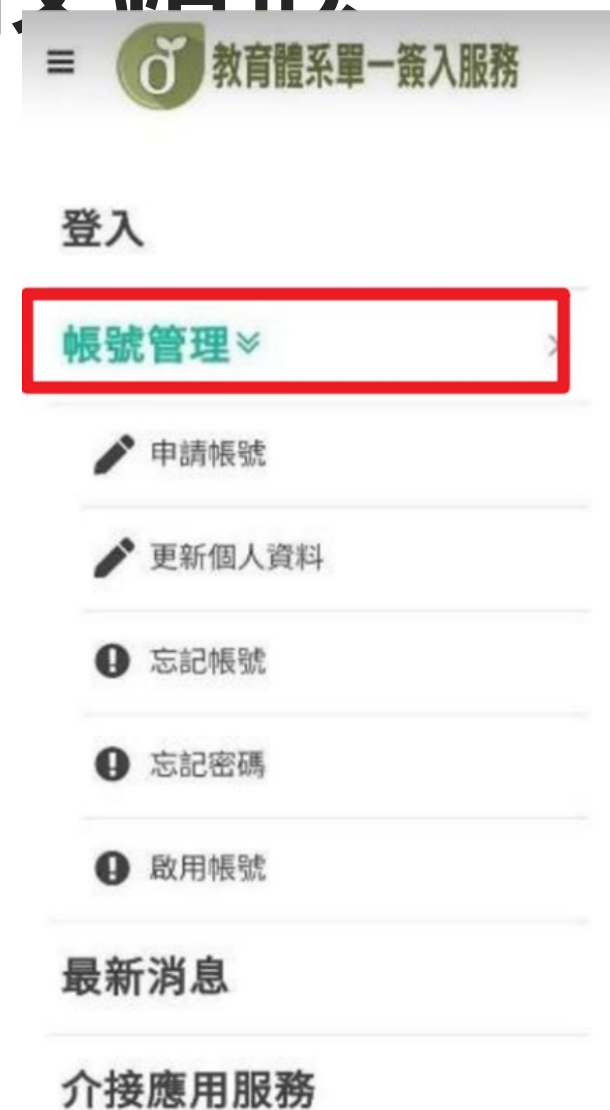 教育體系單一簽入服務
登入
帳號管理
申請帳號
更新個人資料
忘記帳號
忘記密碼
啟用帳號
最新消息
介接應用服務